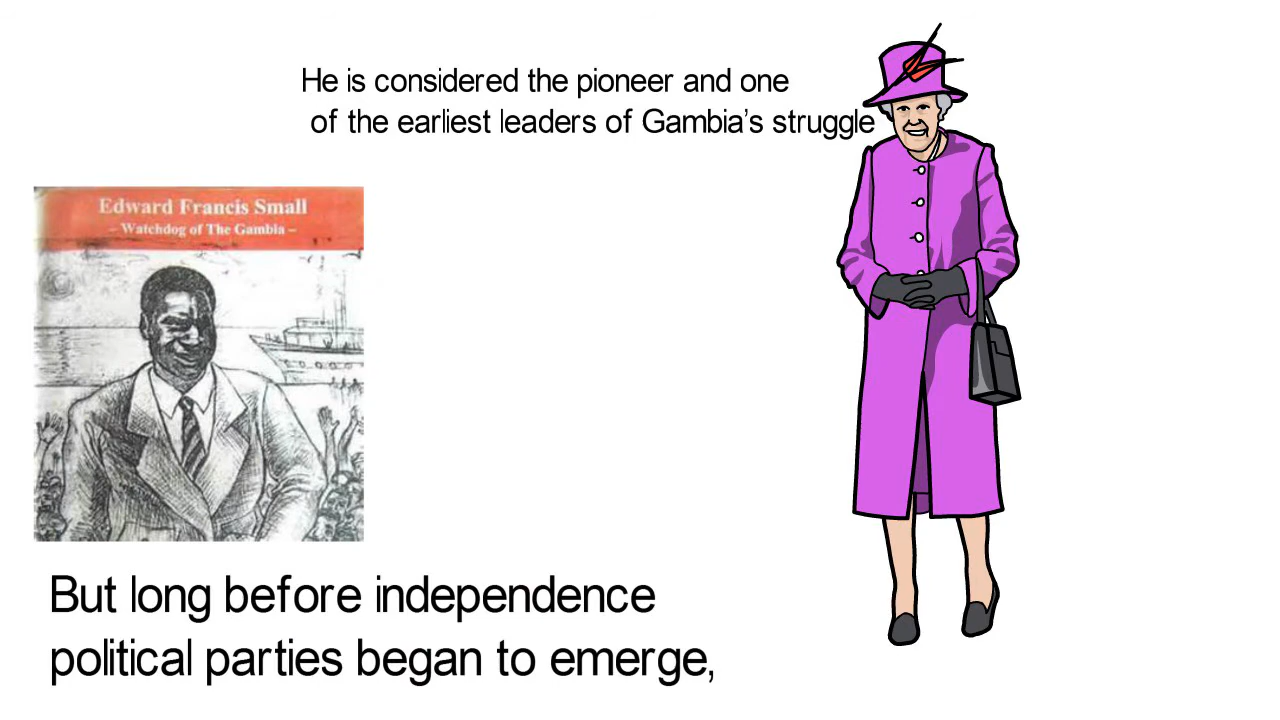 He is considered the pioneer and one
of the earliest leaders of Gambia's struggle
Edward Francis Small
– Watchdog of The Gambia –
But long before independence
political parties began to emerge,